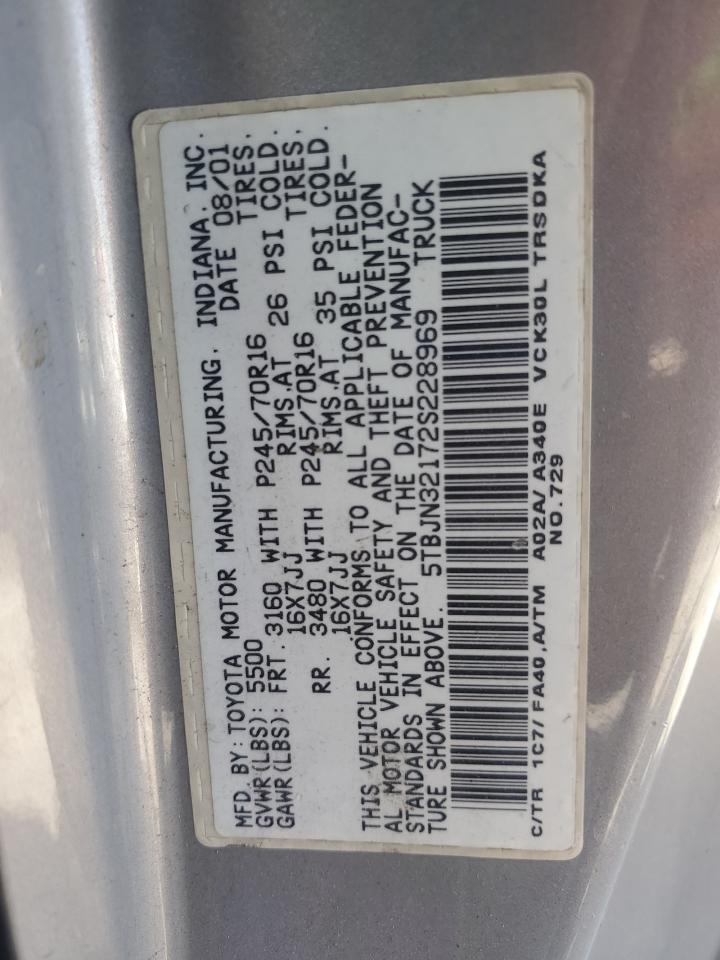 MFD. BY: TOYOTA MOTOR MANUFACTURING, INDIANA, INC.
GVWR(LBS): 5500 DATE 08/01
GAWR(LBS): FRT. 3160 WITH P245/70R16 TIRES,
16X7JJ RIMS.AT 26 PSI COLD.
RR. 3480 WITH P245/70R16 TIRES,
16X7JJ RIMS.AT 35 PSI COLD.
THIS VEHICLE CONFORMS TO ALL APPLICABLE FEDER-
AL MOTOR VEHICLE SAFETY AND THEFT PREVENTION
STANDARDS IN EFFECT ON THE DATE OF MANUFAC-
TURE SHOWN ABOVE. 5TBJN32172S228969 TRUCK
C/TR 1C7/ FA40,A/TM A02A/ A340E VCK30L TRSDKA
NO.729